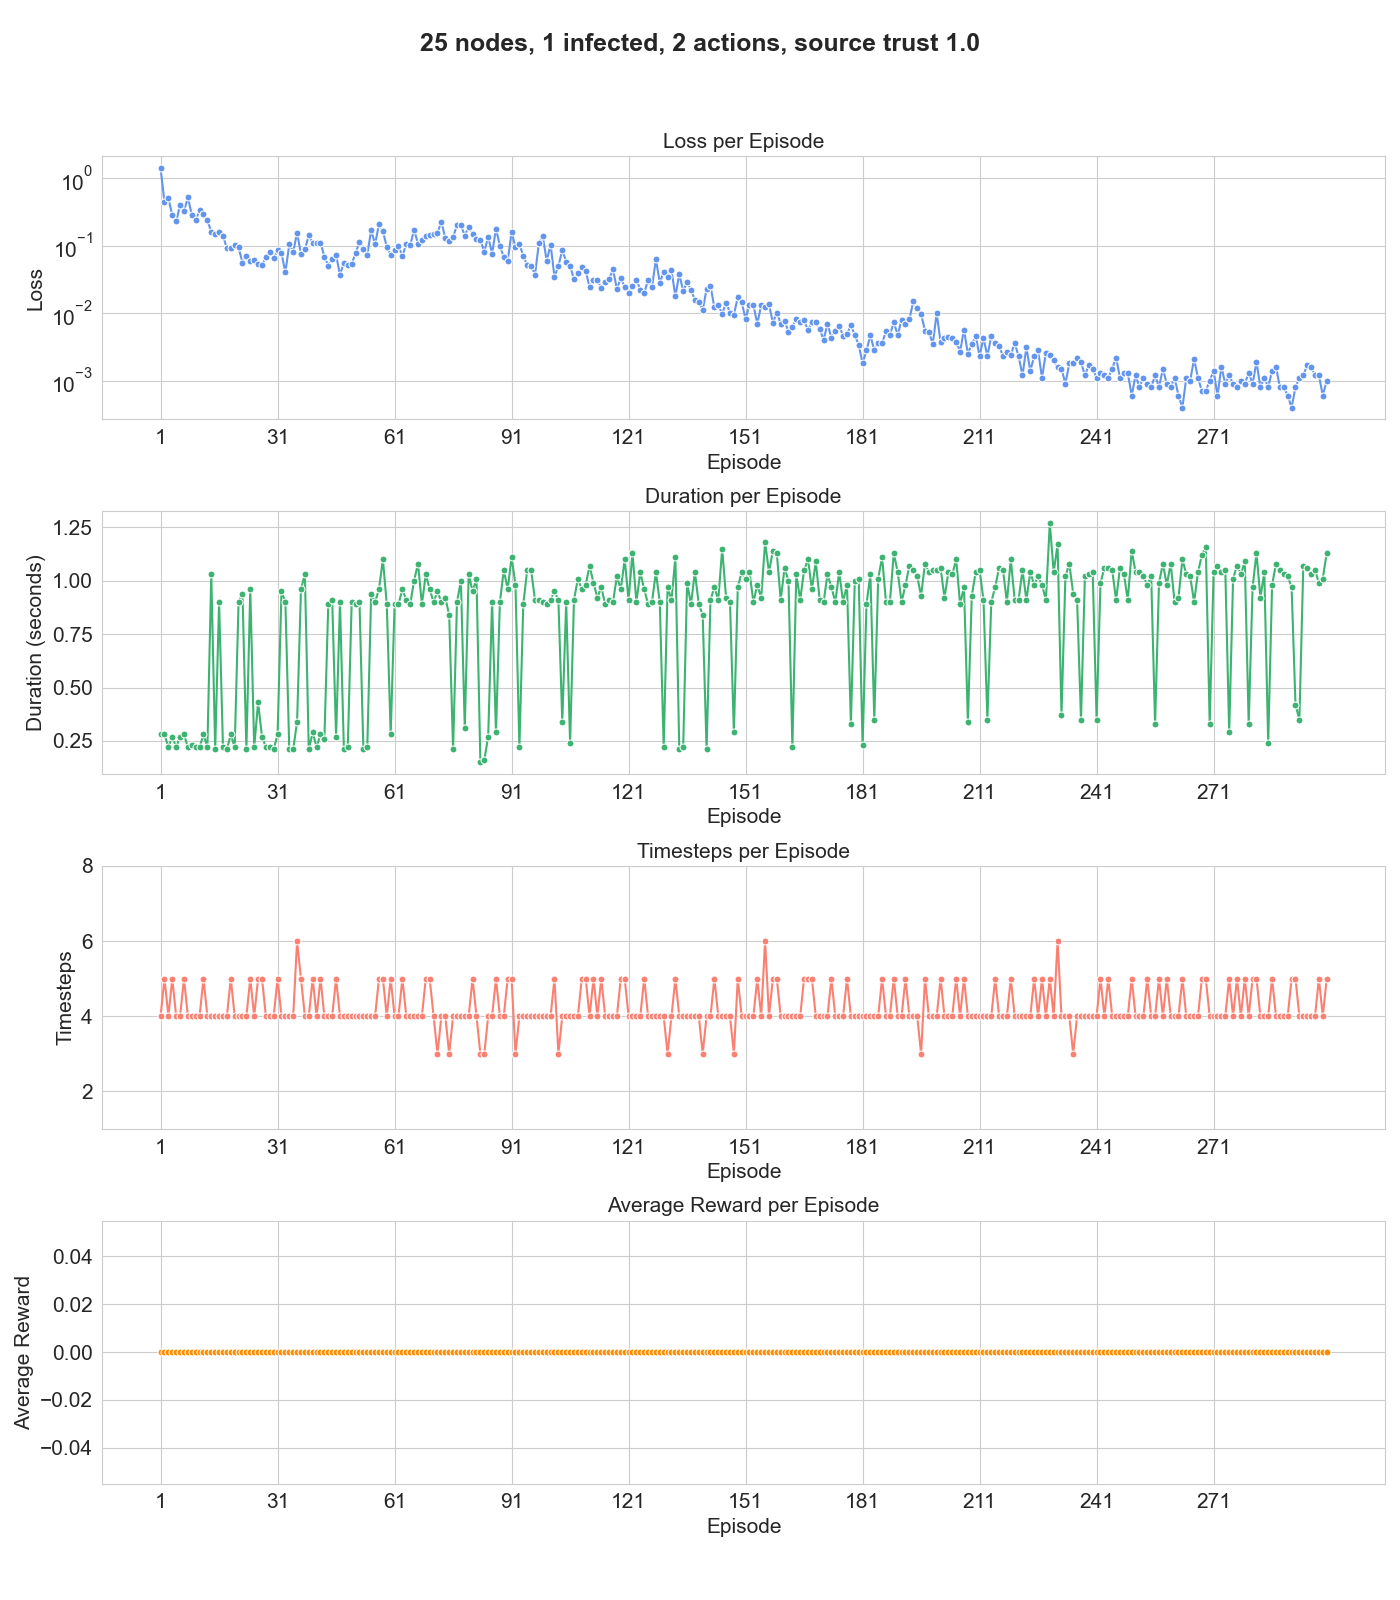 25 nodes, 1 infected, 2 actions, source trust 1.0
Loss per Episode
Loss
10^0
10^−1
10^−2
10^−3
1 31 61 91 121 151 181 211 241 271
Episode
Duration per Episode
Duration (seconds)
1.25
1.00
0.75
0.50
0.25
1 31 61 91 121 151 181 211 241 271
Episode
Timesteps per Episode
Timesteps
8
6
4
2
1 31 61 91 121 151 181 211 241 271
Episode
Average Reward per Episode
Average Reward
0.04
0.02
0.00
−0.02
−0.04
1 31 61 91 121 151 181 211 241 271
Episode